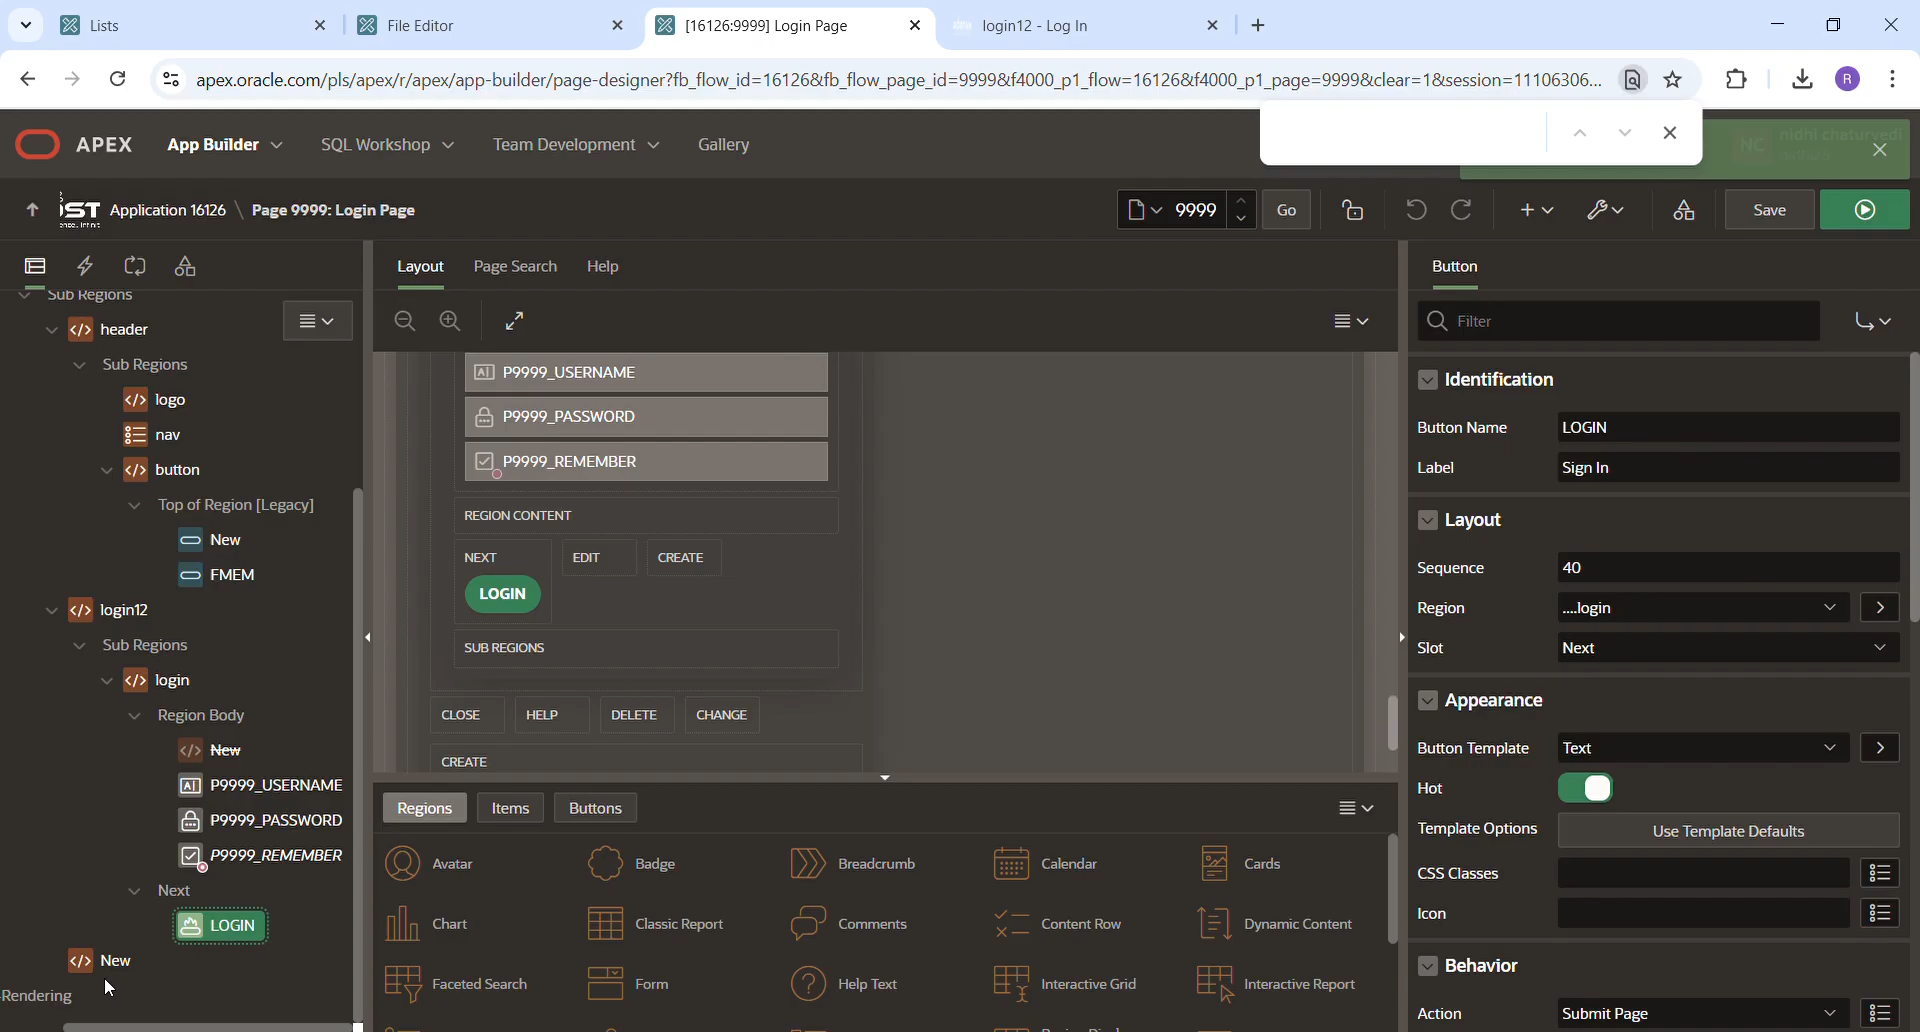 Lists
File Editor
[16126:9999] Login Page
login12 - Log In
apex.oracle.com/pls/apex/r/apex/app-builder/page-designer?fb_flow_id=16126&fb_flow_page_id=9999&f4000_p1_flow=16126&f4000_p1_page=9999&clear=1&session=11106306...
R
APEX
App Builder
SQL Workshop
Team Development
Gallery
NC
nidhi chaturvedi
Application 16126 \ Page 9999: Login Page
9999
Go
Save
Layout
Page Search
Help
Button
Sub Regions
header
Sub Regions
logo
nav
button
Top of Region [Legacy]
New
FMEM
login12
Sub Regions
login
Region Body
New
P9999_USERNAME
P9999_PASSWORD
P9999_REMEMBER
Next
LOGIN
New
Rendering
P9999_USERNAME
P9999_PASSWORD
P9999_REMEMBER
REGION CONTENT
NEXT
EDIT
CREATE
LOGIN
SUB REGIONS
CLOSE
HELP
DELETE
CHANGE
CREATE
Regions
Items
Buttons
Avatar
Badge
Breadcrumb
Calendar
Cards
Chart
Classic Report
Comments
Content Row
Dynamic Content
Faceted Search
Form
Help Text
Interactive Grid
Interactive Report
Filter
Identification
Button Name
LOGIN
Label
Sign In
Layout
Sequence
40
Region
....login
Slot
Next
Appearance
Button Template
Text
Hot
Template Options
Use Template Defaults
CSS Classes
Icon
Behavior
Action
Submit Page